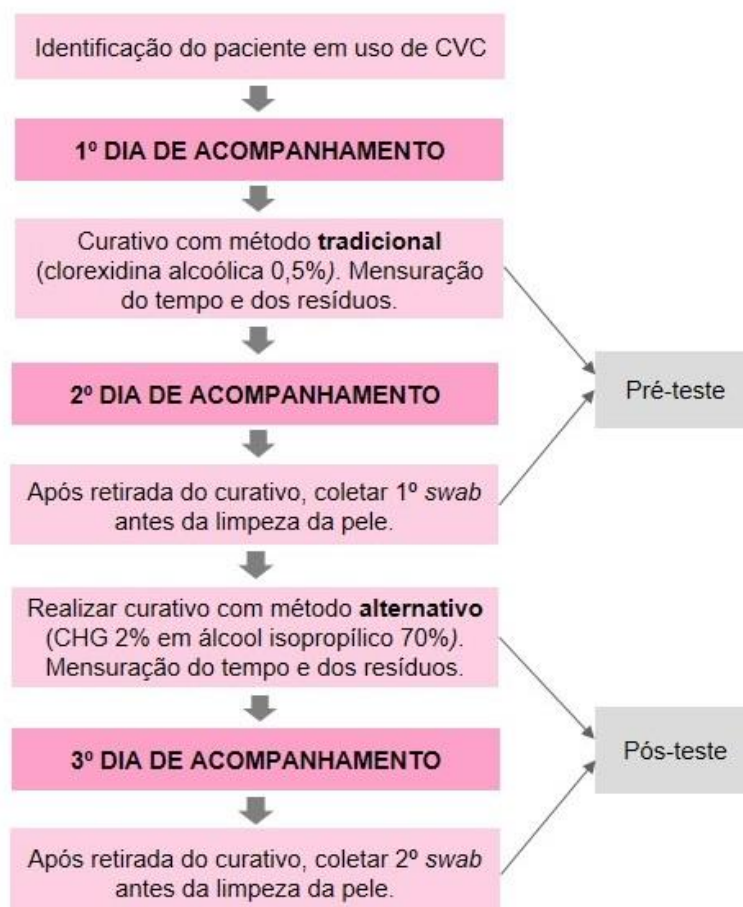 Identificação do paciente em uso de CVC
1º DIA DE ACOMPANHAMENTO
Curativo com método tradicional
(clorexidina alcoólica 0,5%). Mensuração
do tempo e dos resíduos.
2º DIA DE ACOMPANHAMENTO
Pré-teste
Após retirada do curativo, coletar 1º swab
antes da limpeza da pele.
Realizar curativo com método alternativo
(CHG 2% em álcool isopropílico 70%).
Mensuração do tempo e dos resíduos.
3º DIA DE ACOMPANHAMENTO
Pós-teste
Após retirada do curativo, coletar 2º swab
antes da limpeza da pele.